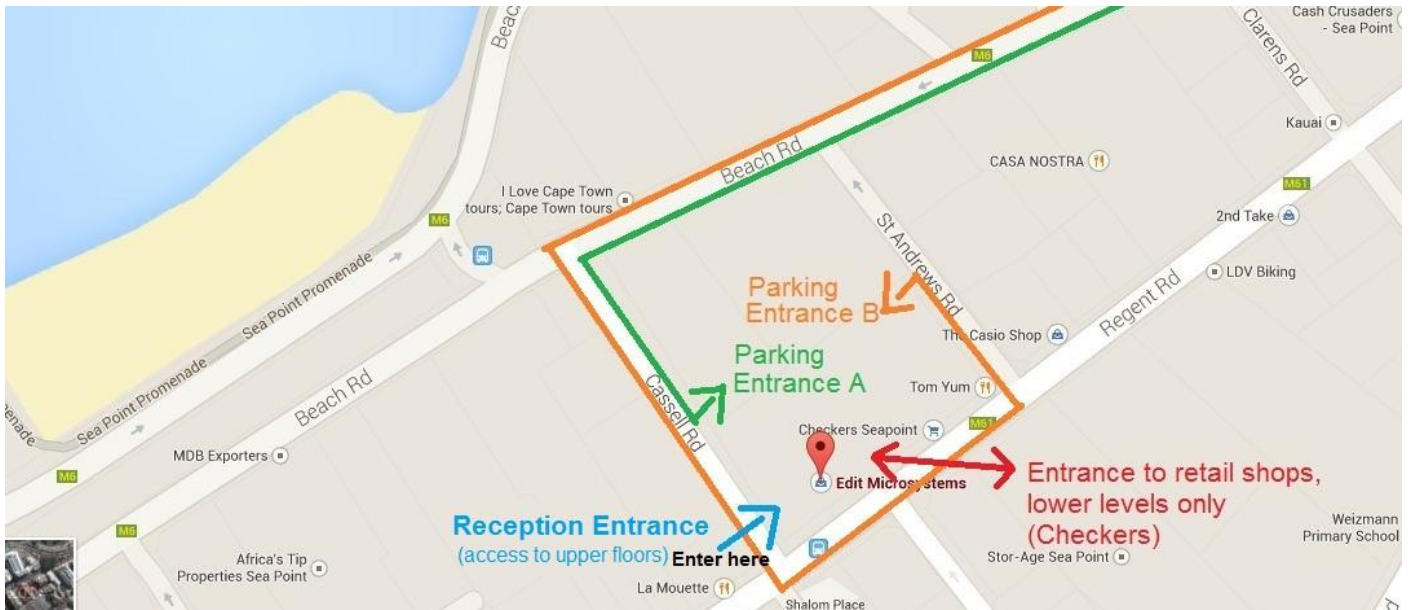 Cash Crusaders
- Sea Point
Clarens Rd
M6
Kauai
Beach Rd
CASA NOSTRA
M61
I Love Cape Town
tours; Cape Town tours
2nd Take
M6
St Andrews Rd
LDV Biking
Sea Point Promenade
Parking
Entrance B
Regent Rd
The Casio Shop
Parking
Entrance A
Tom Yum
Beach Rd
Cassell Rd
Checkers Seapoint
M61
Sea Point Promenade
MDB Exporters
M6
Edit Microsystems
Entrance to retail shops,
lower levels only
(Checkers)
Reception Entrance
(access to upper floors)
Enter here
Weizmann
Primary School
M6
Africa's Tip
Properties Sea Point
Stor-Age Sea Point
La Mouette
Shalom Place